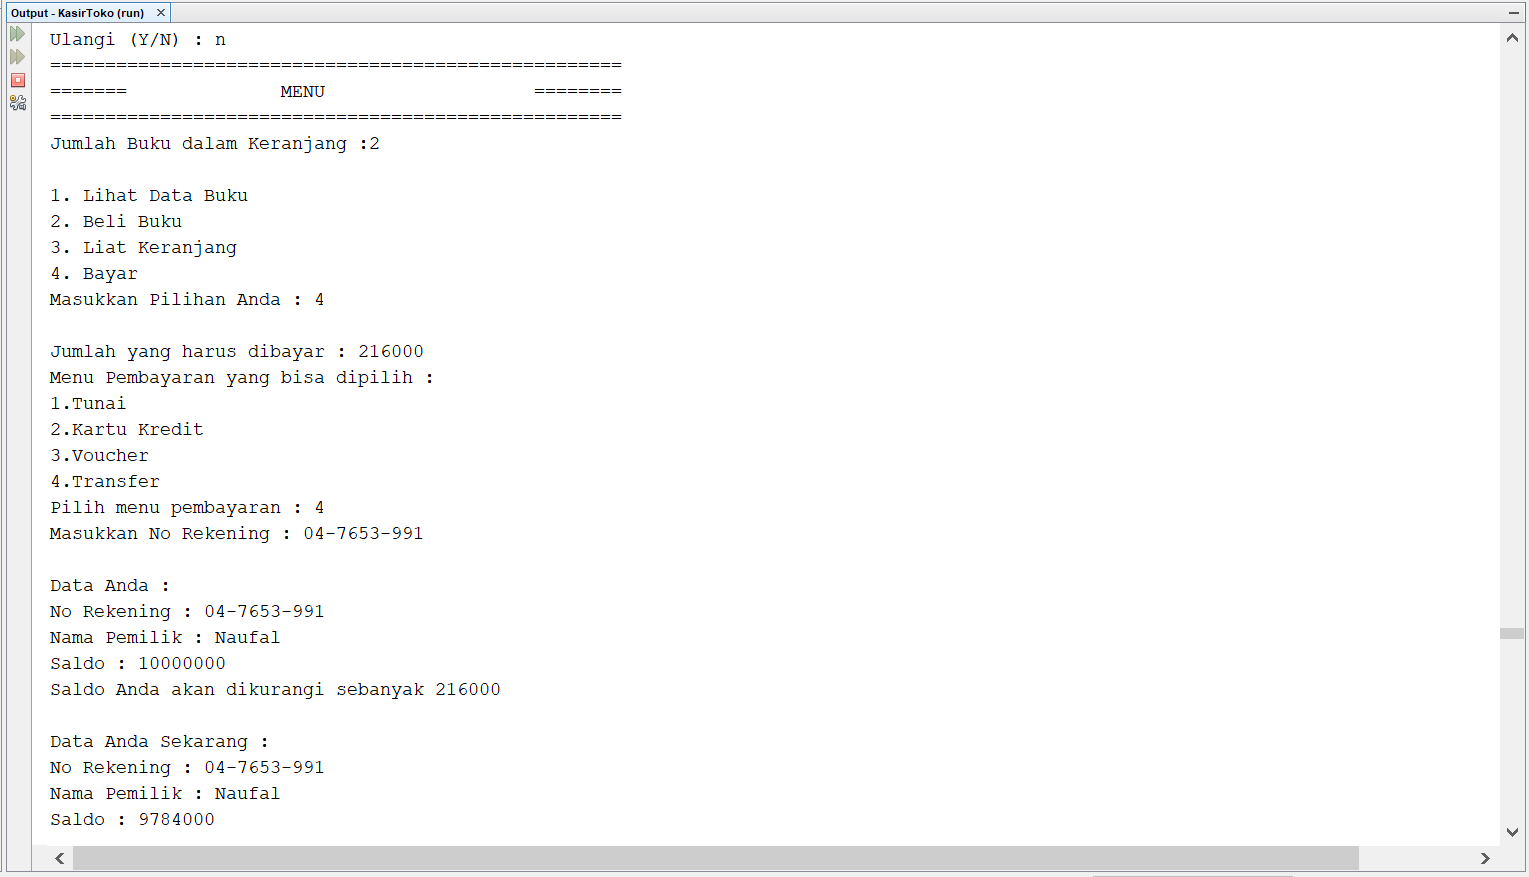 Output - KasirToko (run)
Ulangi (Y/N) : n
====================================================
=======              MENU                   ========
====================================================
Jumlah Buku dalam Keranjang :2
1. Lihat Data Buku
2. Beli Buku
3. Liat Keranjang
4. Bayar
Masukkan Pilihan Anda : 4
Jumlah yang harus dibayar : 216000
Menu Pembayaran yang bisa dipilih :
1.Tunai
2.Kartu Kredit
3.Voucher
4.Transfer
Pilih menu pembayaran : 4
Masukkan No Rekening : 04-7653-991
Data Anda :
No Rekening : 04-7653-991
Nama Pemilik : Naufal
Saldo : 10000000
Saldo Anda akan dikurangi sebanyak 216000
Data Anda Sekarang :
No Rekening : 04-7653-991
Nama Pemilik : Naufal
Saldo : 9784000